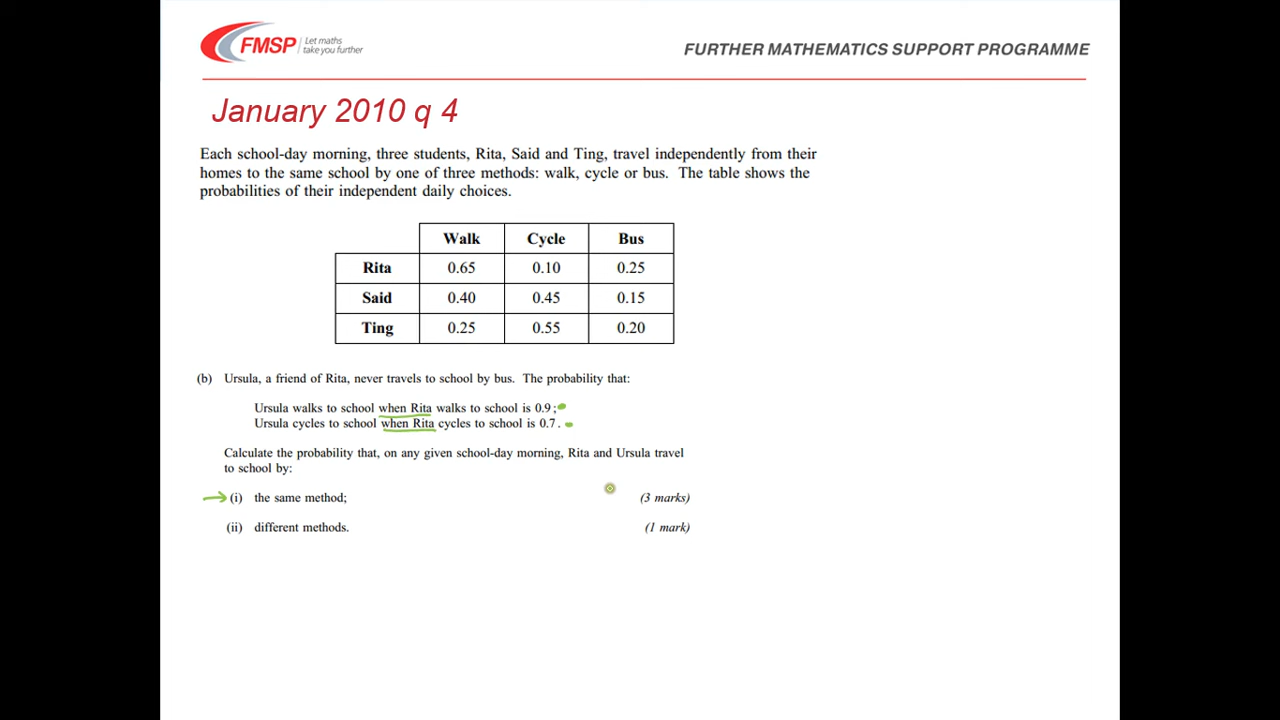 FMSP Let maths
take you further
FURTHER MATHEMATICS SUPPORT PROGRAMME
January 2010 q 4
Each school-day morning, three students, Rita, Said and Ting, travel independently from their
homes to the same school by one of three methods: walk, cycle or bus. The table shows the
probabilities of their independent daily choices.
Walk Cycle Bus
Rita 0.65 0.10 0.25
Said 0.40 0.45 0.15
Ting 0.25 0.55 0.20
(b) Ursula, a friend of Rita, never travels to school by bus. The probability that:
Ursula walks to school when Rita walks to school is 0.9;
Ursula cycles to school when Rita cycles to school is 0.7.
Calculate the probability that, on any given school-day morning, Rita and Ursula travel
to school by:
(i) the same method; (3 marks)
(ii) different methods. (1 mark)